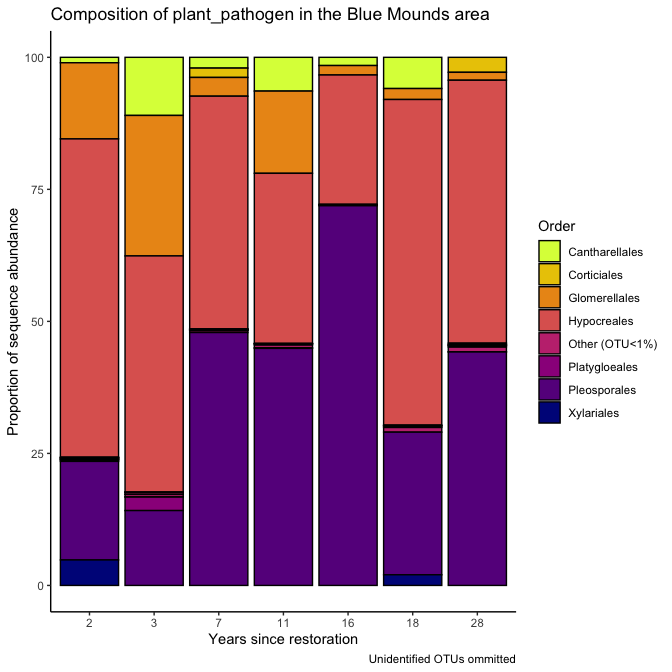 Composition of plant_pathogen in the Blue Mounds area
Proportion of sequence abundance
100
75
50
25
0
2 3 7 11 16 18 28
Years since restoration
Order
Cantharellales
Corticiales
Glomerellales
Hypocreales
Other (OTU<1%)
Platygloeales
Pleosporales
Xylariales
Unidentified OTUs ommitted